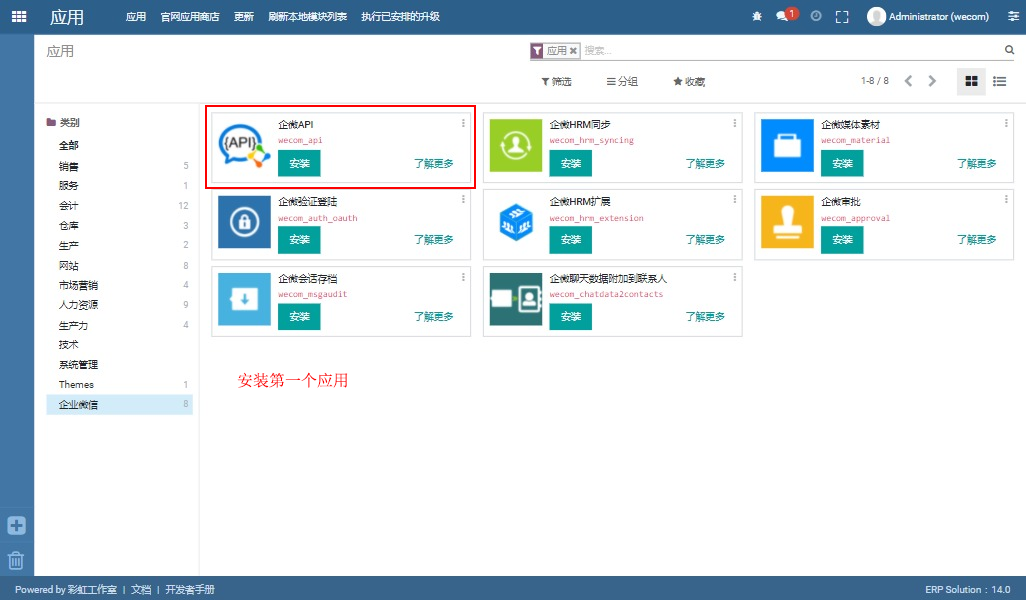 应用
应用 官网应用商店 更新 刷新本地模块列表 执行已安排的升级
1
Administrator (wecom)
应用
应用 × 搜索...
筛选 分组 收藏
1-8 / 8
类别
全部
销售 5
服务 1
会计 12
仓库 3
生产 2
网站 8
市场营销 4
人力资源 9
生产力 4
技术
系统管理
Themes 1
企业微信 8
{API}
企微API
wecom_api
安装 了解更多
企微HRM同步
wecom_hrm_syncing
安装 了解更多
企微媒体素材
wecom_material
安装 了解更多
企微验证登陆
wecom_auth_oauth
安装 了解更多
企微HRM扩展
wecom_hrm_extension
安装 了解更多
企微审批
wecom_approval
安装 了解更多
企微会话存档
wecom_msgaudit
安装 了解更多
企微聊天数据附加到联系人
wecom_chatdata2contacts
安装 了解更多
安装第一个应用
Powered by 彩虹工作室 | 文档 | 开发者手册
ERP Solution : 14.0